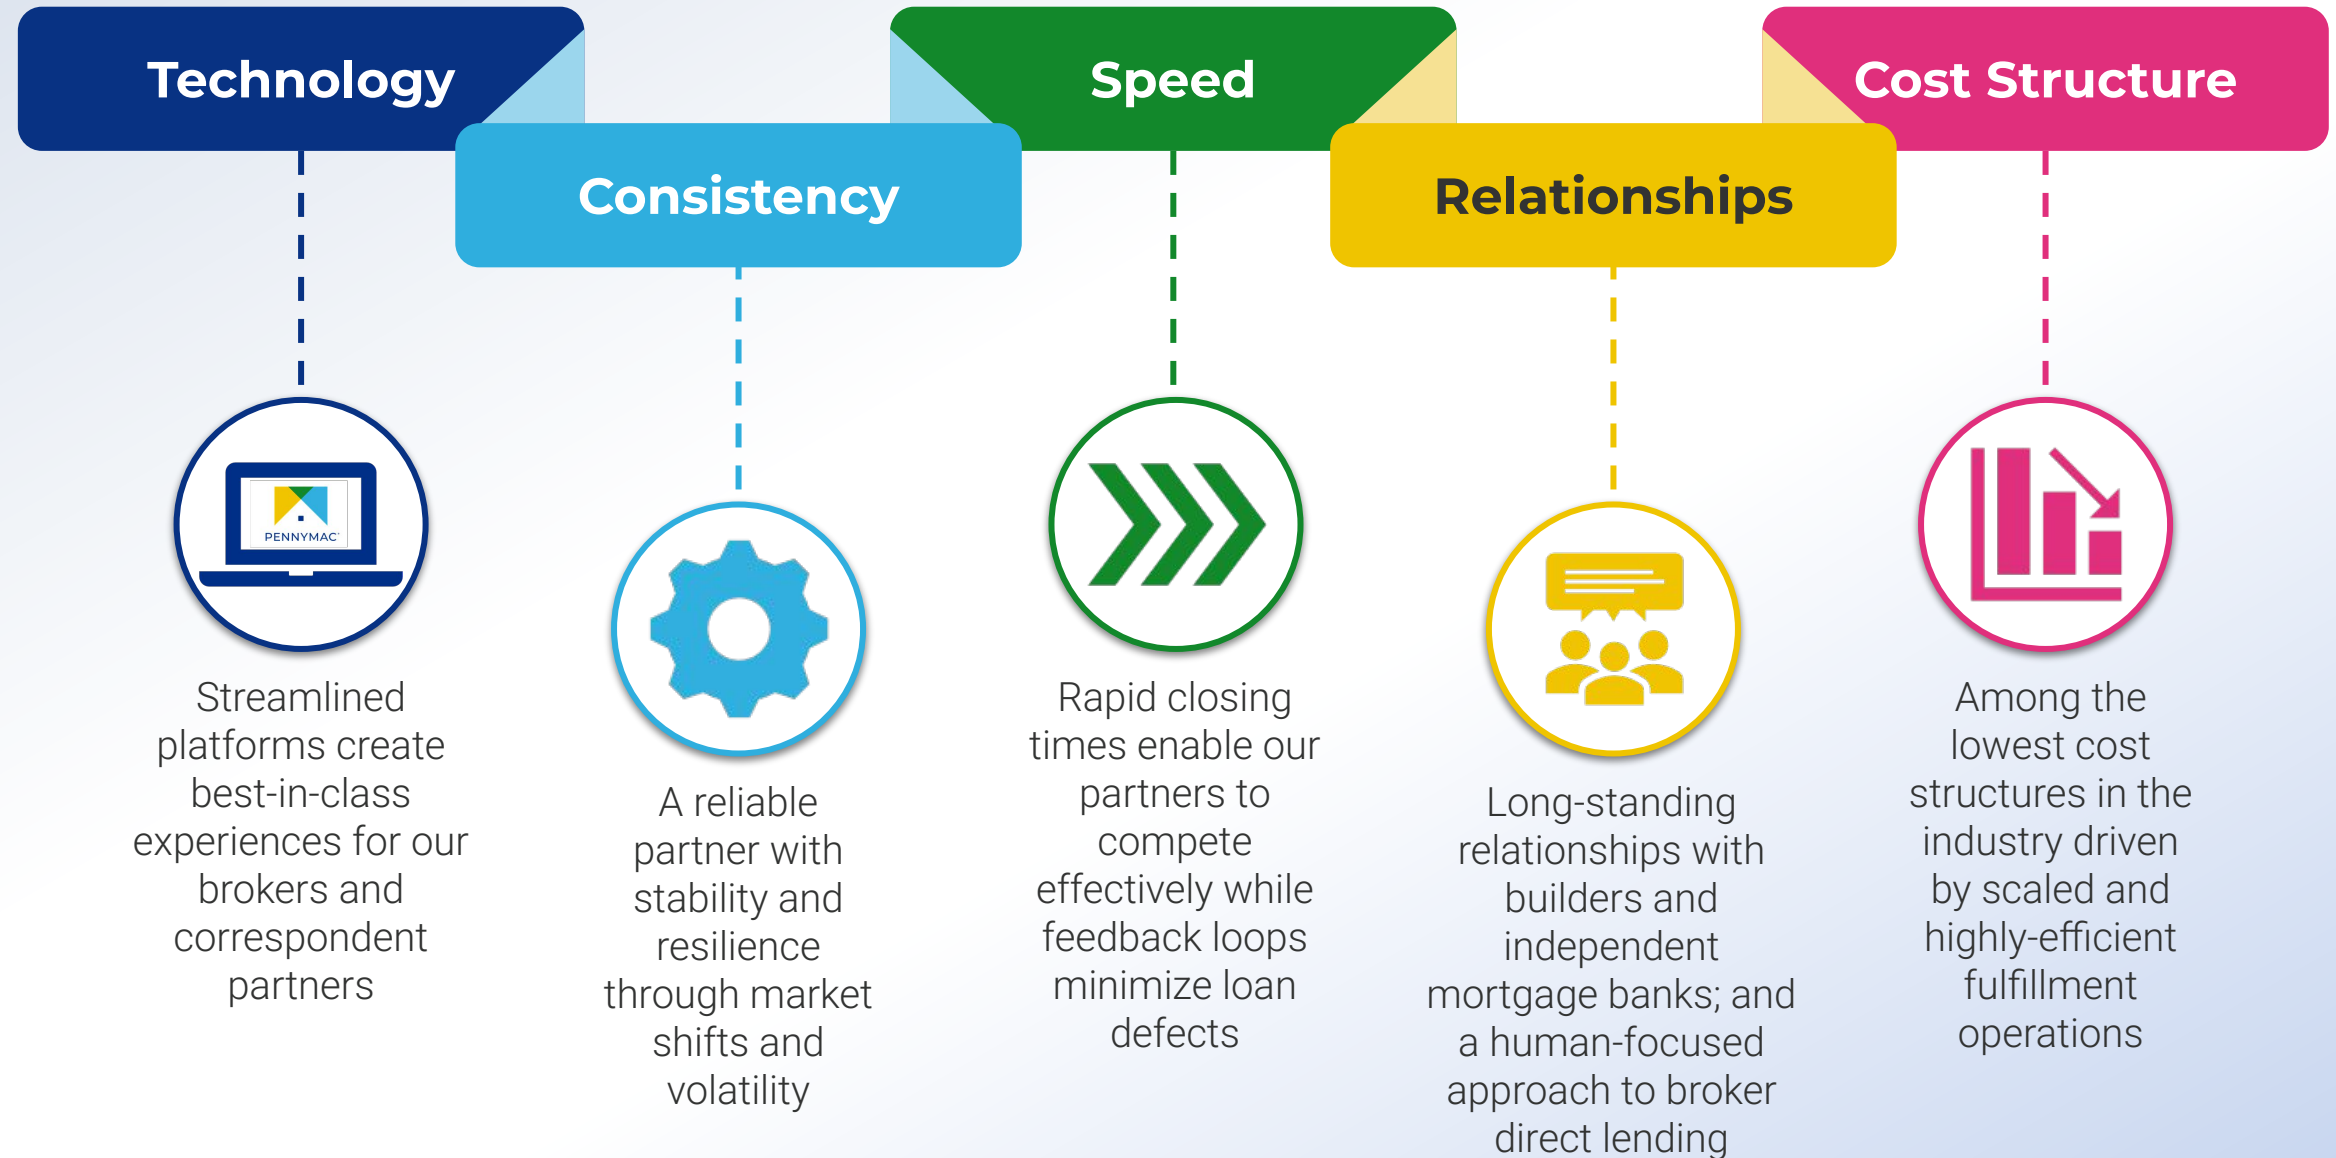 Technology
Consistency
Speed
Relationships
Cost Structure
PENNYMAC
Streamlined
platforms create
best-in-class
experiences for our
brokers and
correspondent
partners
A reliable
partner with
stability and
resilience
through market
shifts and
volatility
Rapid closing
times enable our
partners to
compete
effectively while
feedback loops
minimize loan
defects
Long-standing
relationships with
builders and
independent
mortgage banks; and
a human-focused
approach to broker
direct lending
Among the
lowest cost
structures in the
industry driven
by scaled and
highly-efficient
fulfillment
operations